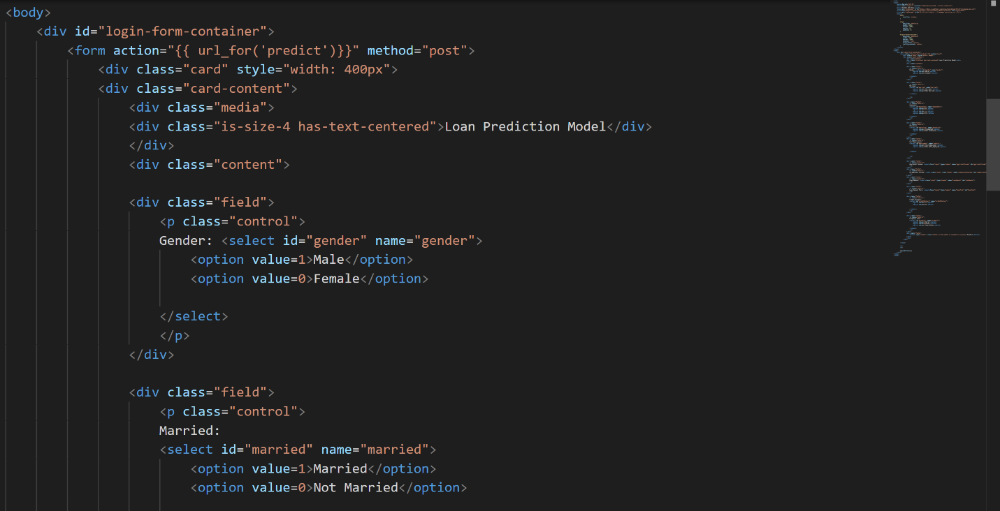 <body>
<div id="login-form-container">
<form action="{{ url_for('predict')}}" method="post">
<div class="card" style="width: 400px">
<div class="card-content">
<div class="media">
<div class="is-size-4 has-text-centered">Loan Prediction Model</div>
</div>
<div class="content">
<div class="field">
<p class="control">
Gender: <select id="gender" name="gender">
<option value=1>Male</option>
<option value=0>Female</option>
</select>
</p>
</div>
<div class="field">
<p class="control">
Married:
<select id="married" name="married">
<option value=1>Married</option>
<option value=0>Not Married</option>